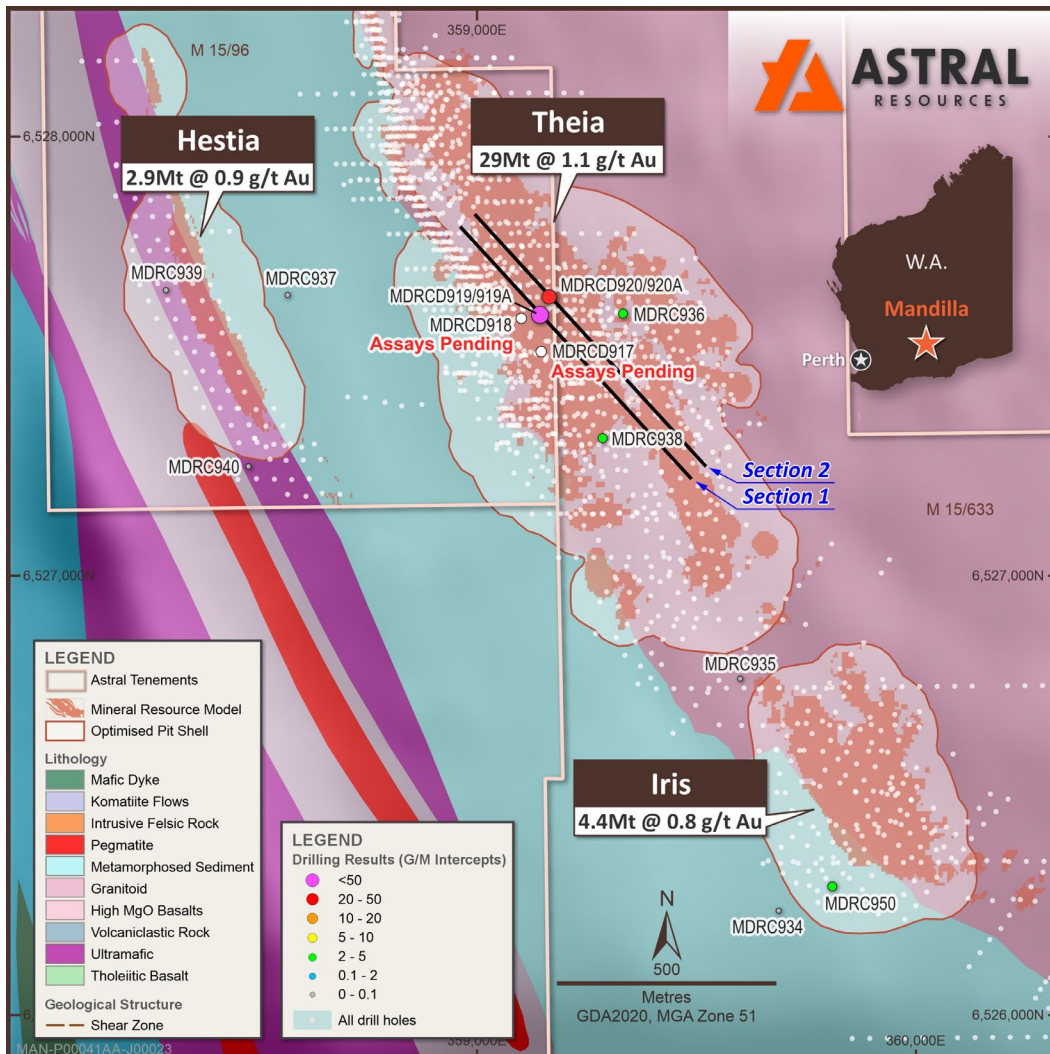 359,000E
M 15/96
ASTRAL
RESOURCES
6,528,000N
Hestia
2.9Mt @ 0.9 g/t Au
Theia
29Mt @ 1.1 g/t Au
W.A.
Mandilla
Perth
MDRC939
MDRC937
MDRCD920/920A
MDRCD919/919A
MDRC936
MDRCD918
Assays Pending
MDRCD917
Assays Pending
MDRC938
MDRC940
Section 2
Section 1
M 15/633
6,527,000N
6,527,000N
MDRC935
Iris
4.4Mt @ 0.8 g/t Au
MDRC950
MDRC934
N
500
Metres
GDA2020, MGA Zone 51
LEGEND
Astral Tenements
Mineral Resource Model
Optimised Pit Shell
Lithology
Mafic Dyke
Komatiite Flows
Intrusive Felsic Rock
Pegmatite
Metamorphosed Sediment
Granitoid
High MgO Basalts
Volcaniclastic Rock
Ultramafic
Tholeiitic Basalt
Geological Structure
Shear Zone
LEGEND
Drilling Results (G/M Intercepts)
<50
20 - 50
10 - 20
5 - 10
2 - 5
0.1 - 2
0 - 0.1
All drill holes
6,526,000N
359,000E
360,000E
MAN-P00041AA-J00023